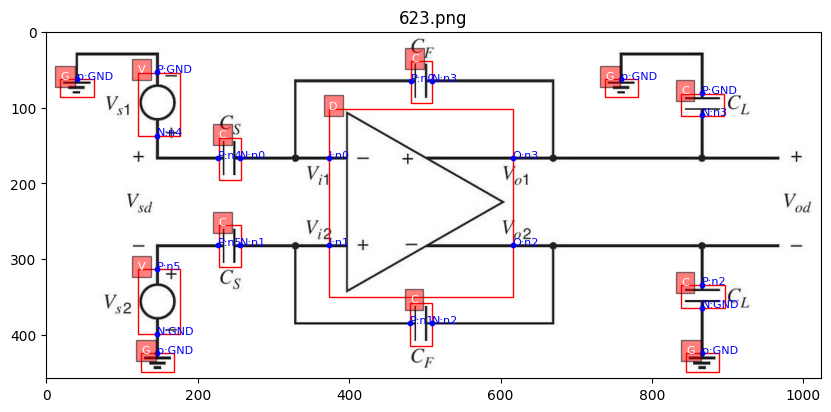 623.png
0
100
200
300
400
0
200
400
600
800
1000
G
p:GND
V
P:GND
−
V_{s1}
N:n4
+
C_F
C
P:n0
N:n3
G
p:GND
C
P:GND
C_L
N:n3
D
C_S
C
P:n4
N:n0
+
I:n0
−
+
O:n3
+
V_{i1}
V_{o1}
V_{sd}
V_{od}
C
V_{i2}
V_{o2}
−
P:n5
N:n1
I:n1
+
−
O:n2
−
V
P:n5
+
C_S
V_{s2}
N:GND
−
C
P:n1
N:n2
C_F
C
P:n2
C_L
N:GND
G
p:GND
G
p:GND